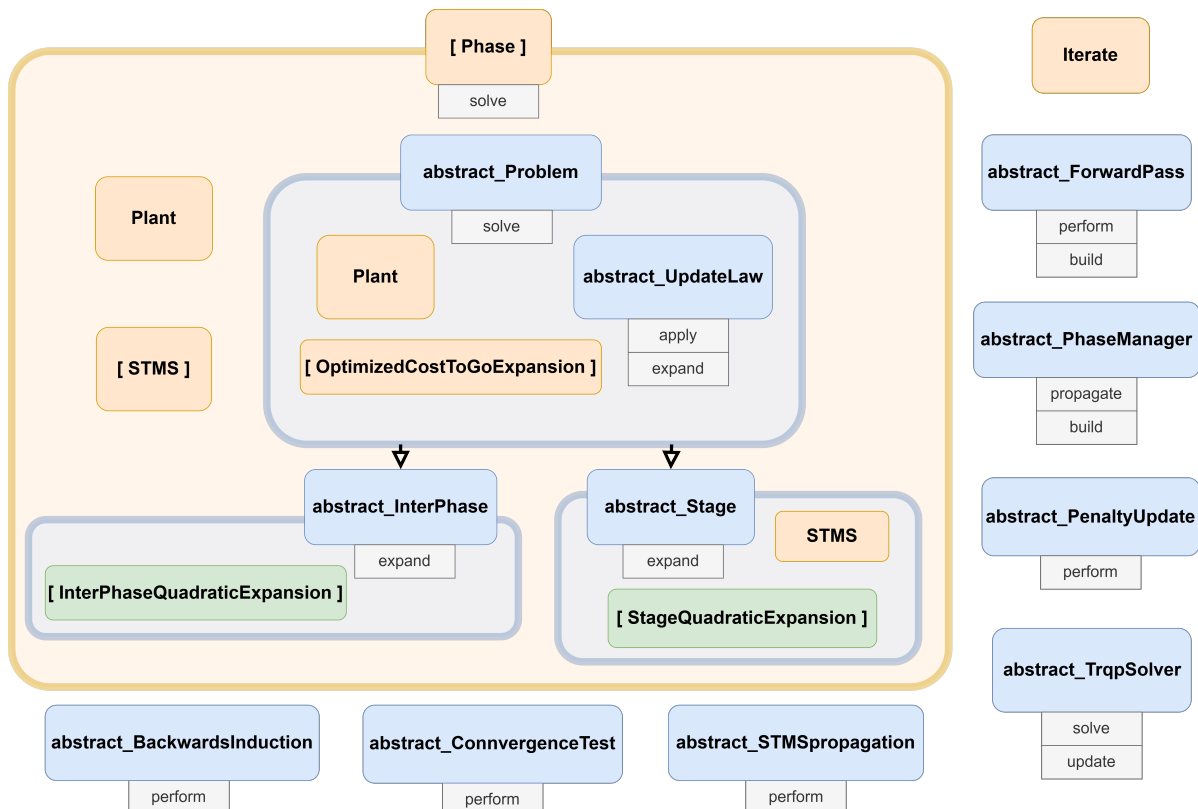 [ Phase ]
solve
Iterate
abstract_Problem
solve
abstract_ForwardPass
perform
build
Plant
Plant
abstract_UpdateLaw
apply
expand
[ STMS ]
[ OptimizedCostToGoExpansion ]
abstract_PhaseManager
propagate
build
abstract_InterPhase
expand
[ InterPhaseQuadraticExpansion ]
abstract_Stage
expand
STMS
[ StageQuadraticExpansion ]
abstract_PenaltyUpdate
perform
abstract_TrqpSolver
solve
update
abstract_BackwardsInduction
perform
abstract_ConnvergenceTest
perform
abstract_STMSpropagation
perform